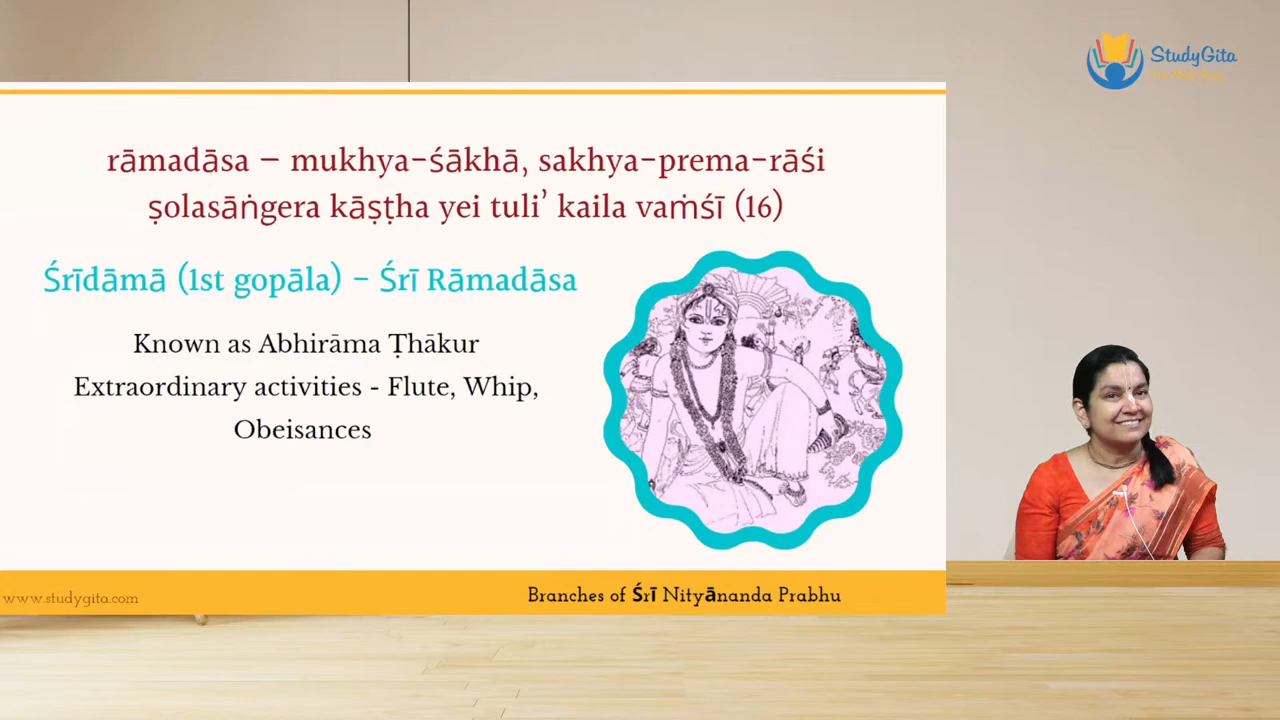 StudyGita
rāmadāsa – mukhya-śākhā, sakhya-prema-rāśi
ṣolasāṅgera kāṣṭha yei tuli’ kaila vaṁśī (16)
Śrīdāmā (1st gopāla) - Śrī Rāmadāsa
Known as Abhirāma Ṭhākur
Extraordinary activities - Flute, Whip,
Obeisances
www.studygita.com
Branches of Śrī Nityānanda Prabhu